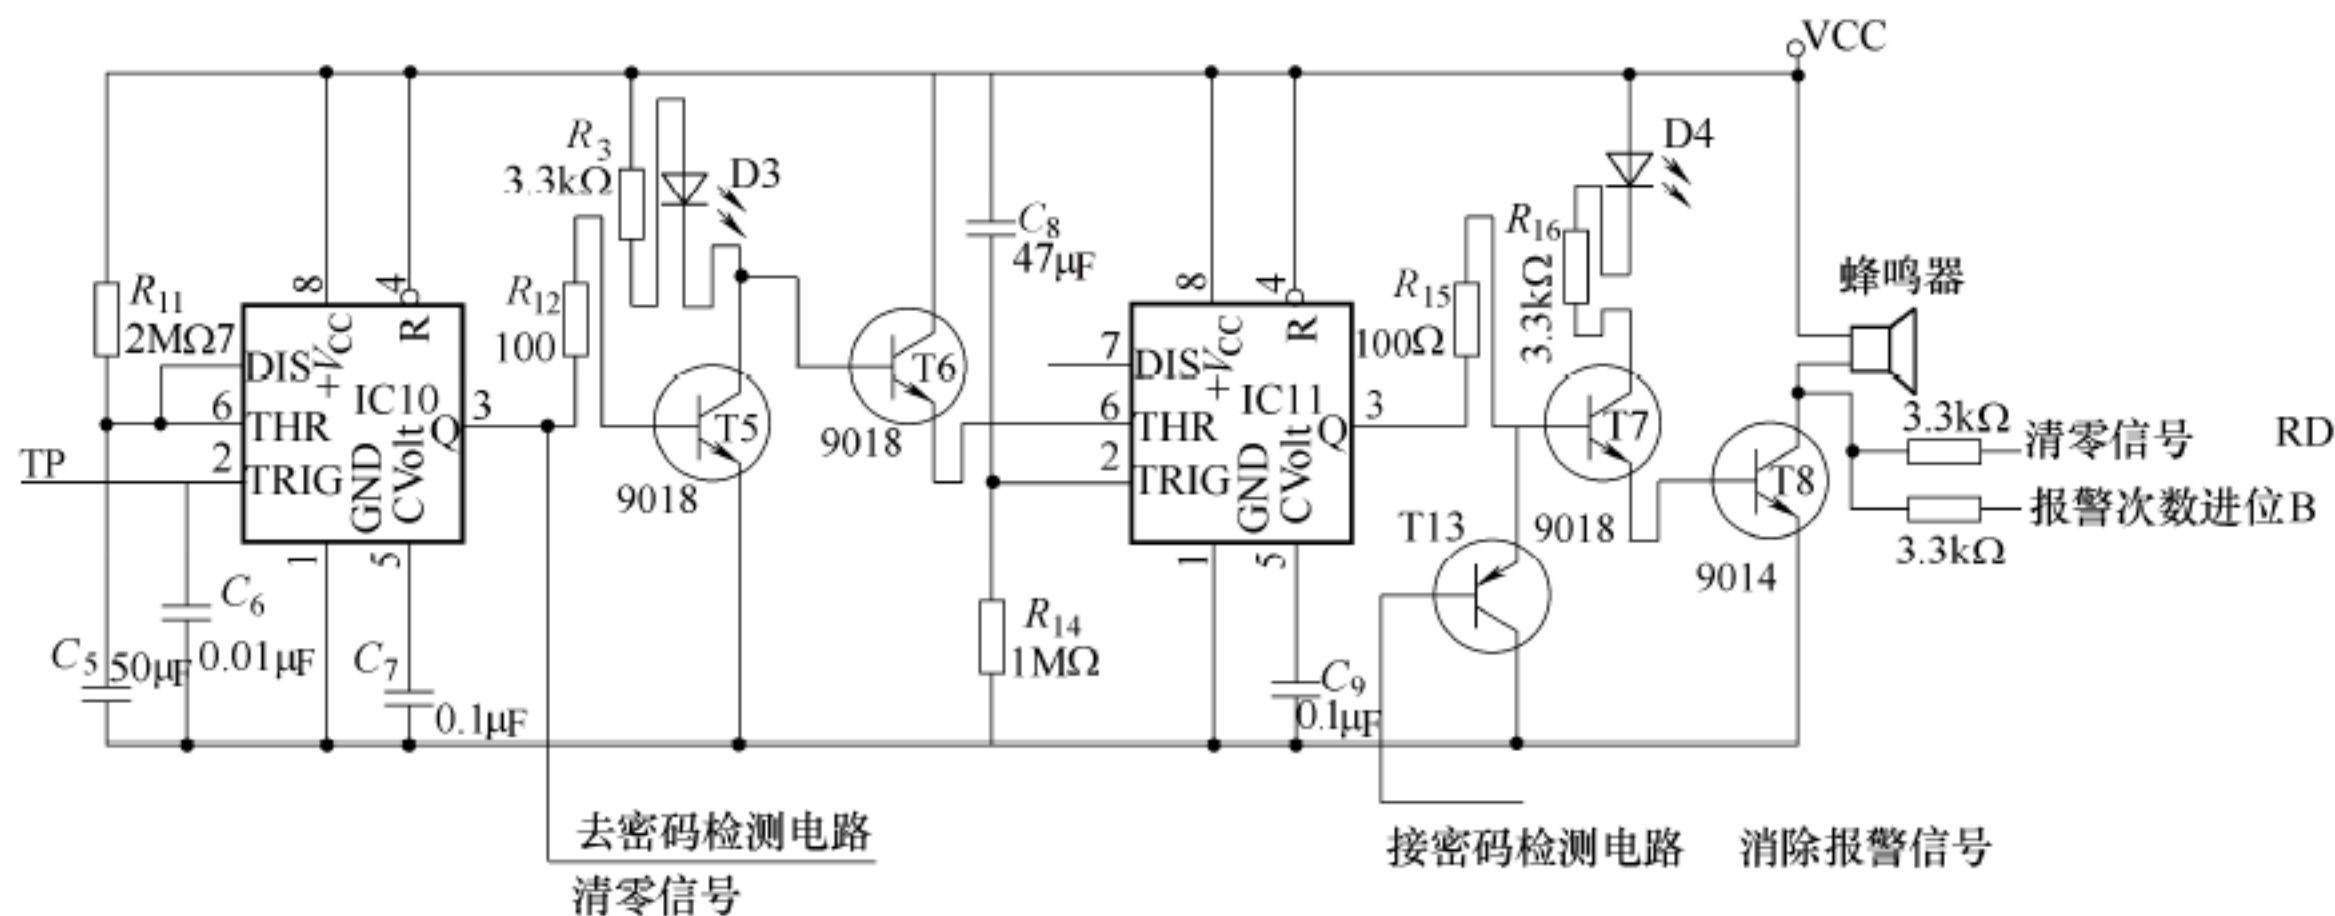 VCC
D4
R3
3.3kΩ
D3
C8
47μF
R16
3.3kΩ
蜂鸣器
R11
2MΩ
7
8
4
DIS
+VCC
R
IC10
6
THR
2
TRIG
GND
CVolt
Q
3
1
5
TP
R12
100
T5
9018
T6
9018
7
8
4
DIS
+VCC
R
IC11
6
THR
2
TRIG
GND
CVolt
Q
3
1
5
R15
100Ω
T7
9018
T13
T8
9014
3.3kΩ
清零信号
RD
报警次数进位B
3.3kΩ
C6
0.01μF
C5
50μF
C7
0.1μF
R14
1MΩ
C9
0.1μF
去密码检测电路
清零信号
接密码检测电路
消除报警信号